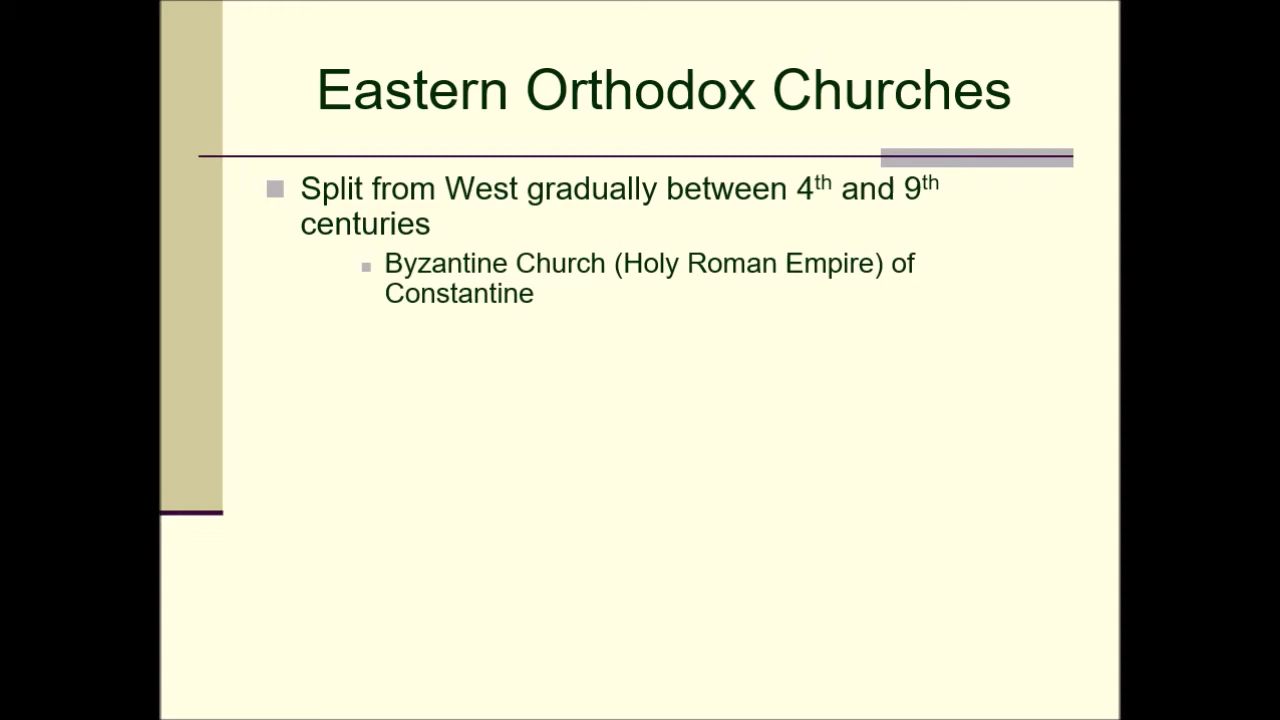 Eastern Orthodox Churches
Split from West gradually between 4th and 9th
centuries
Byzantine Church (Holy Roman Empire) of
Constantine